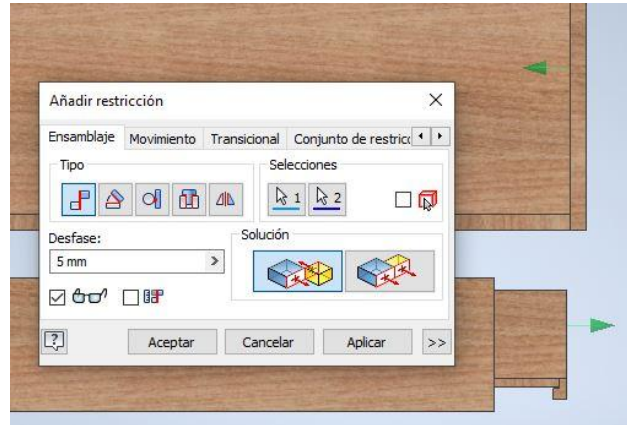 Añadir restricción
Ensamblaje Movimiento Transicional Conjunto de restricc
Tipo Selecciones
1 2
Desfase: Solución
5 mm
? Aceptar Cancelar Aplicar >>